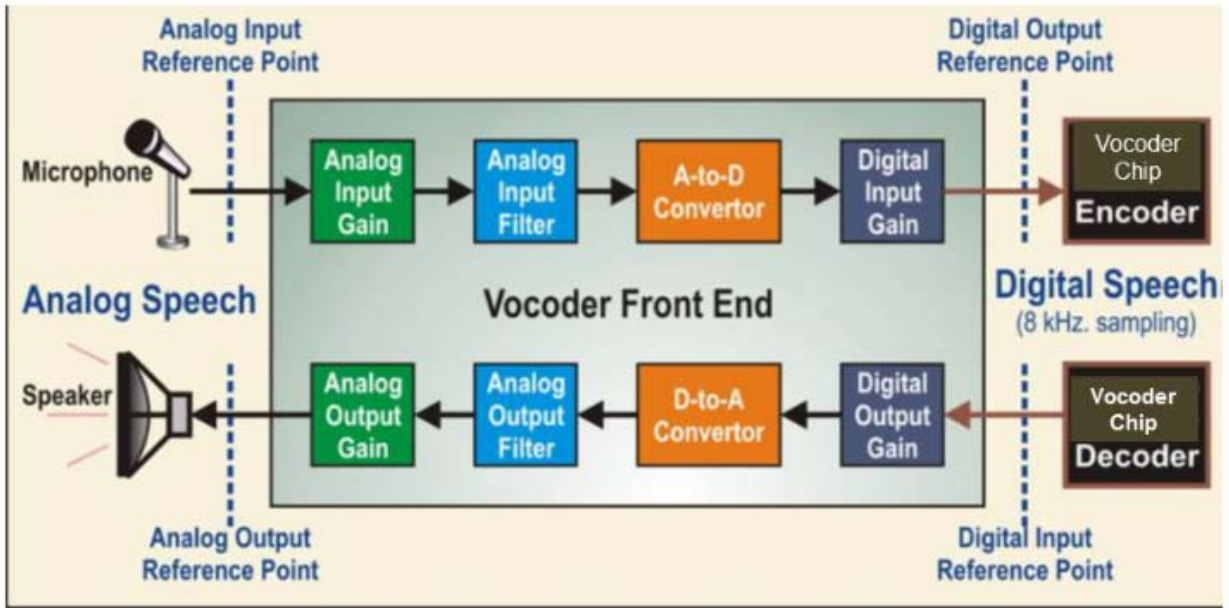 Analog Input
Reference Point
Digital Output
Reference Point
Microphone
Analog
Input
Gain
Analog
Input
Filter
A-to-D
Convertor
Digital
Input
Gain
Vocoder
Chip
Encoder
Analog Speech
Vocoder Front End
Digital Speech
(8 kHz. sampling)
Speaker
Analog
Output
Gain
Analog
Output
Filter
D-to-A
Convertor
Digital
Output
Gain
Vocoder
Chip
Decoder
Analog Output
Reference Point
Digital Input
Reference Point